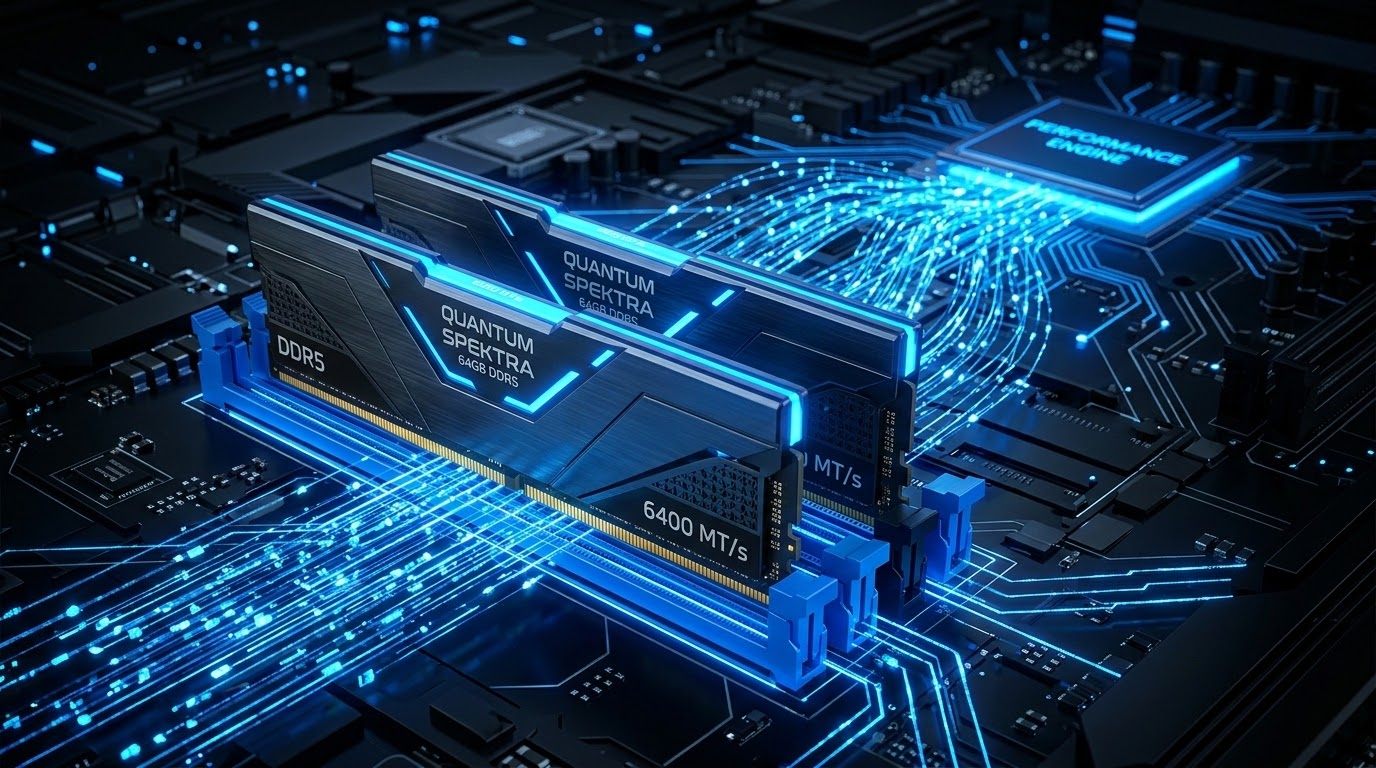 PERFORMANCE
ENGINE
QUANTUM
SPEKTRA
64GB DDR5
MT/s
QUANTUM
SPEKTRA
64GB DDR5
DDR5
6400 MT/s